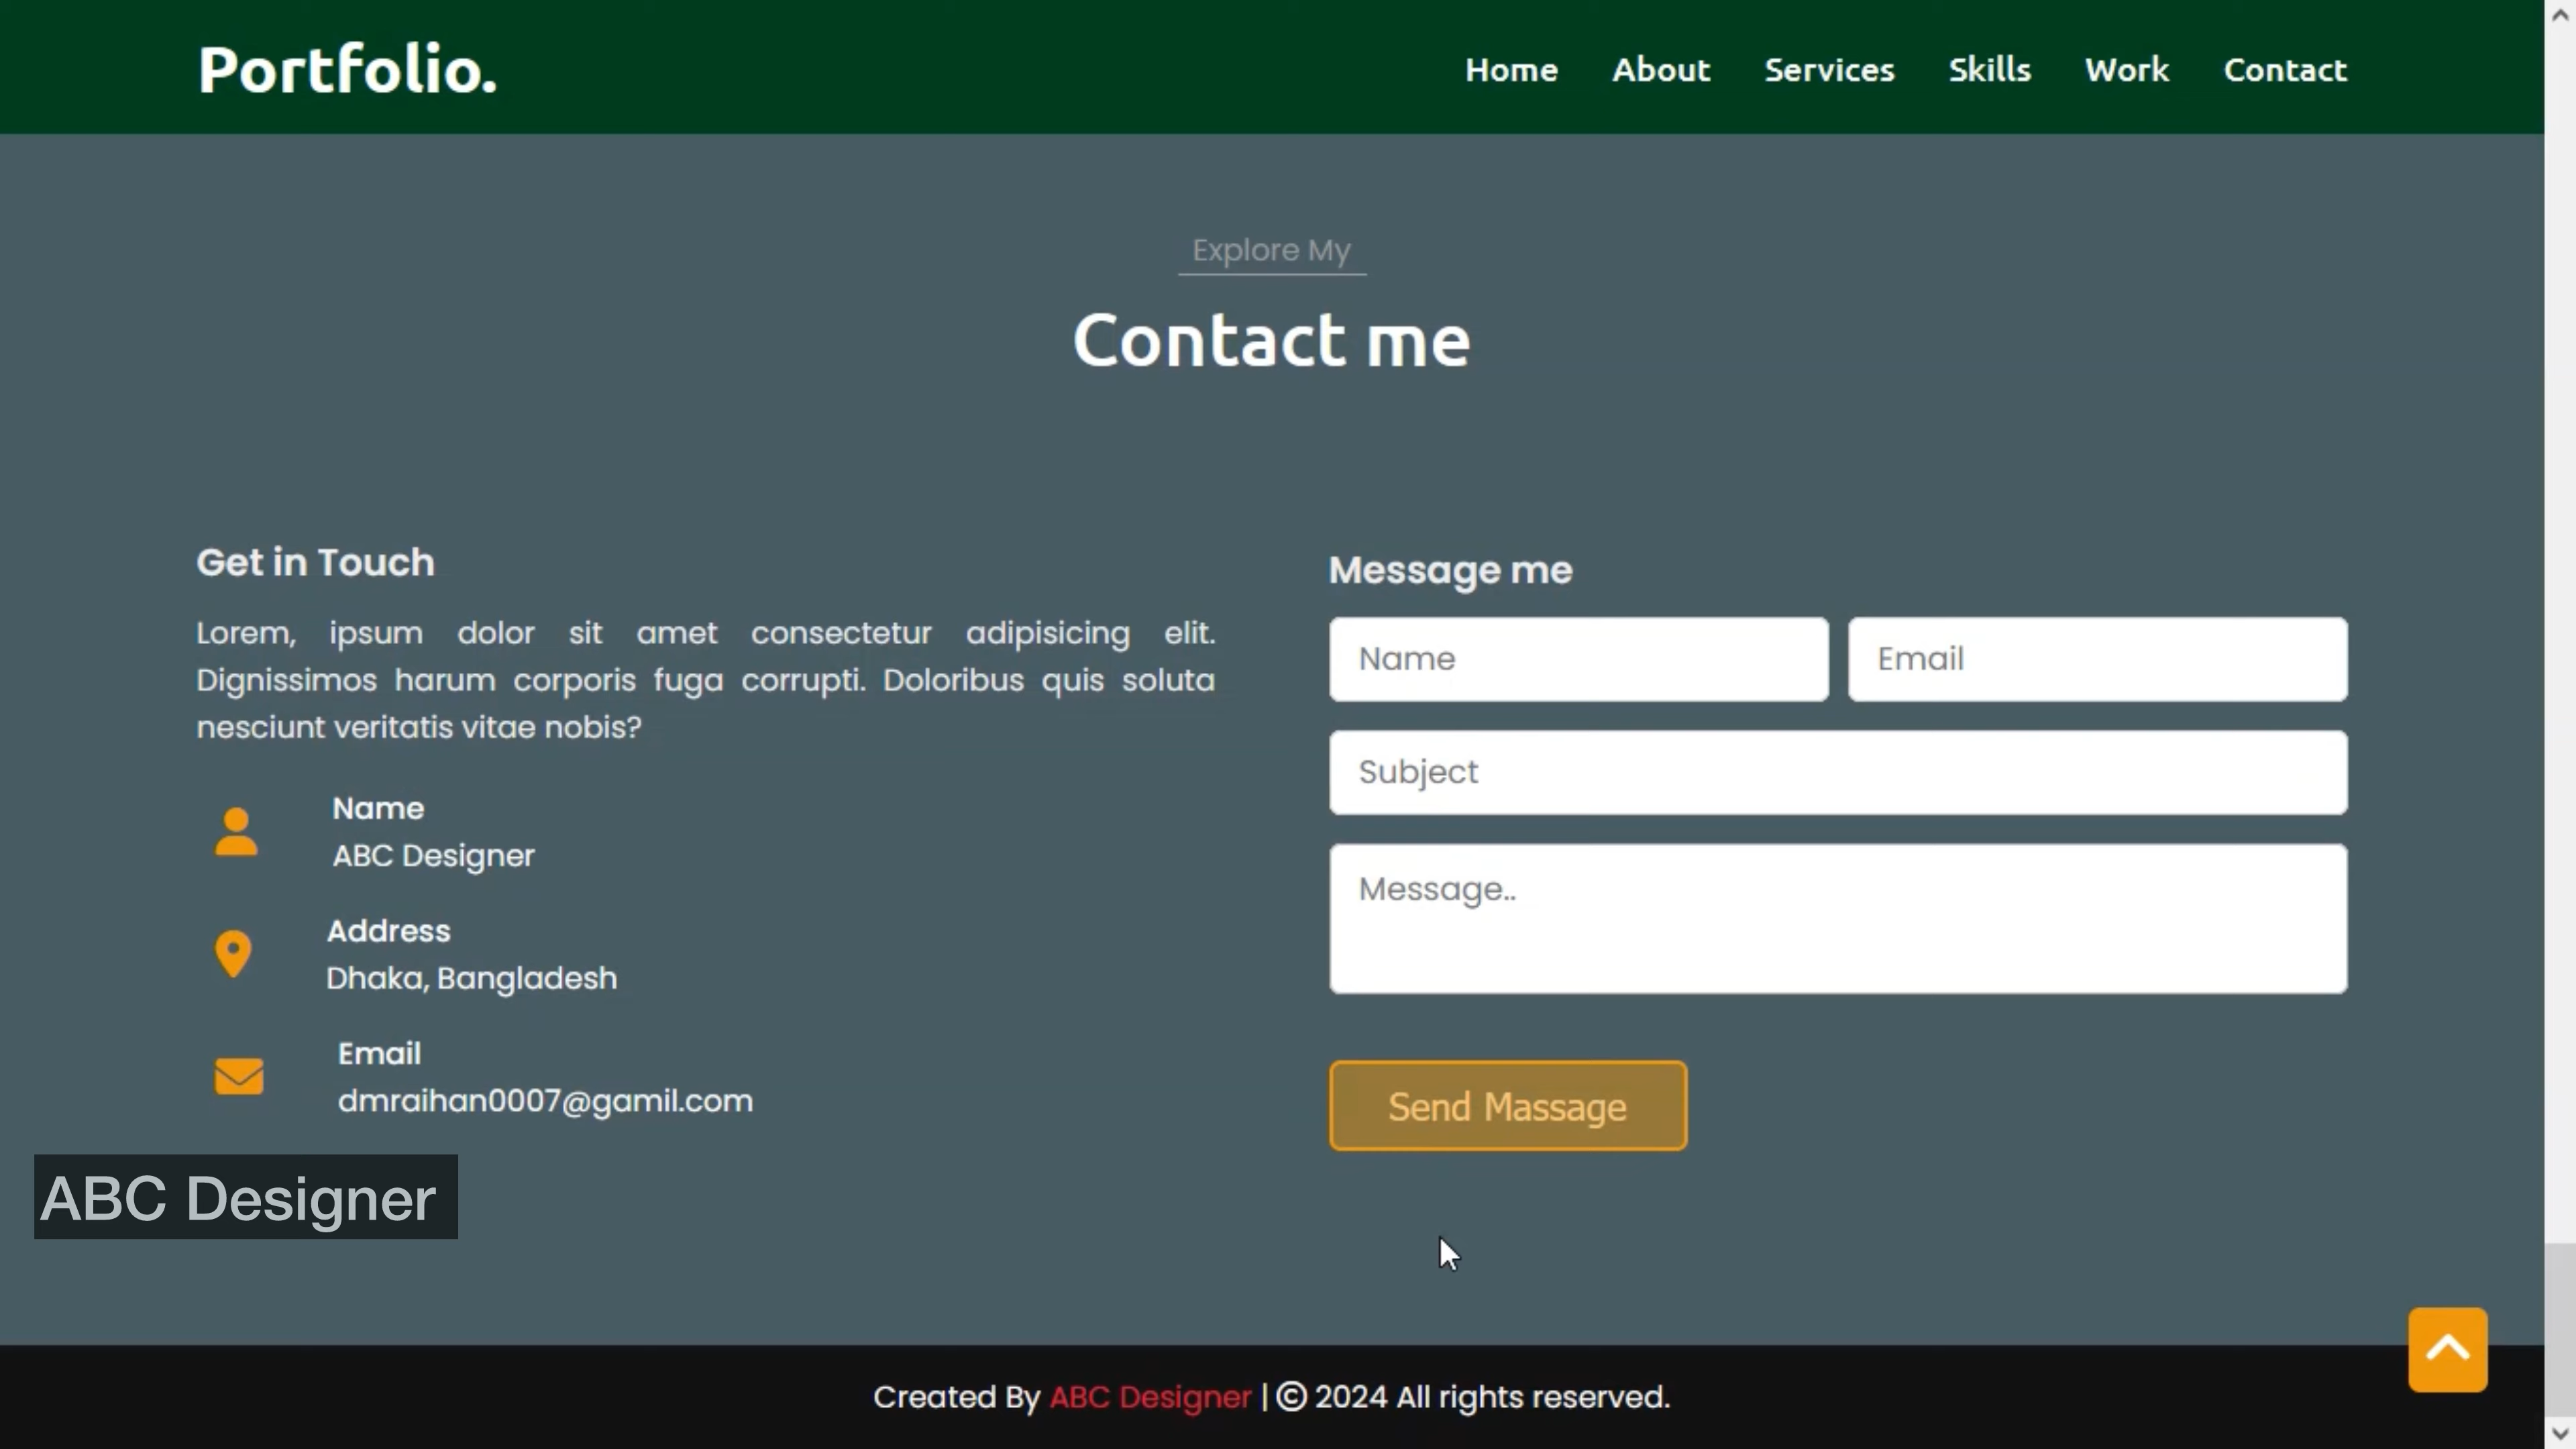 Portfolio.
Home About Services Skills Work Contact
Explore My
Contact me
Get in Touch
Lorem, ipsum dolor sit amet consectetur adipisicing elit.
Dignissimos harum corporis fuga corrupti. Doloribus quis soluta
nesciunt veritatis vitae nobis?
Name
ABC Designer
Address
Dhaka, Bangladesh
Email
dmraihan0007@gamil.com
Message me
Name
Email
Subject
Message..
Send Massage
ABC Designer
Created By ABC Designer | © 2024 All rights reserved.